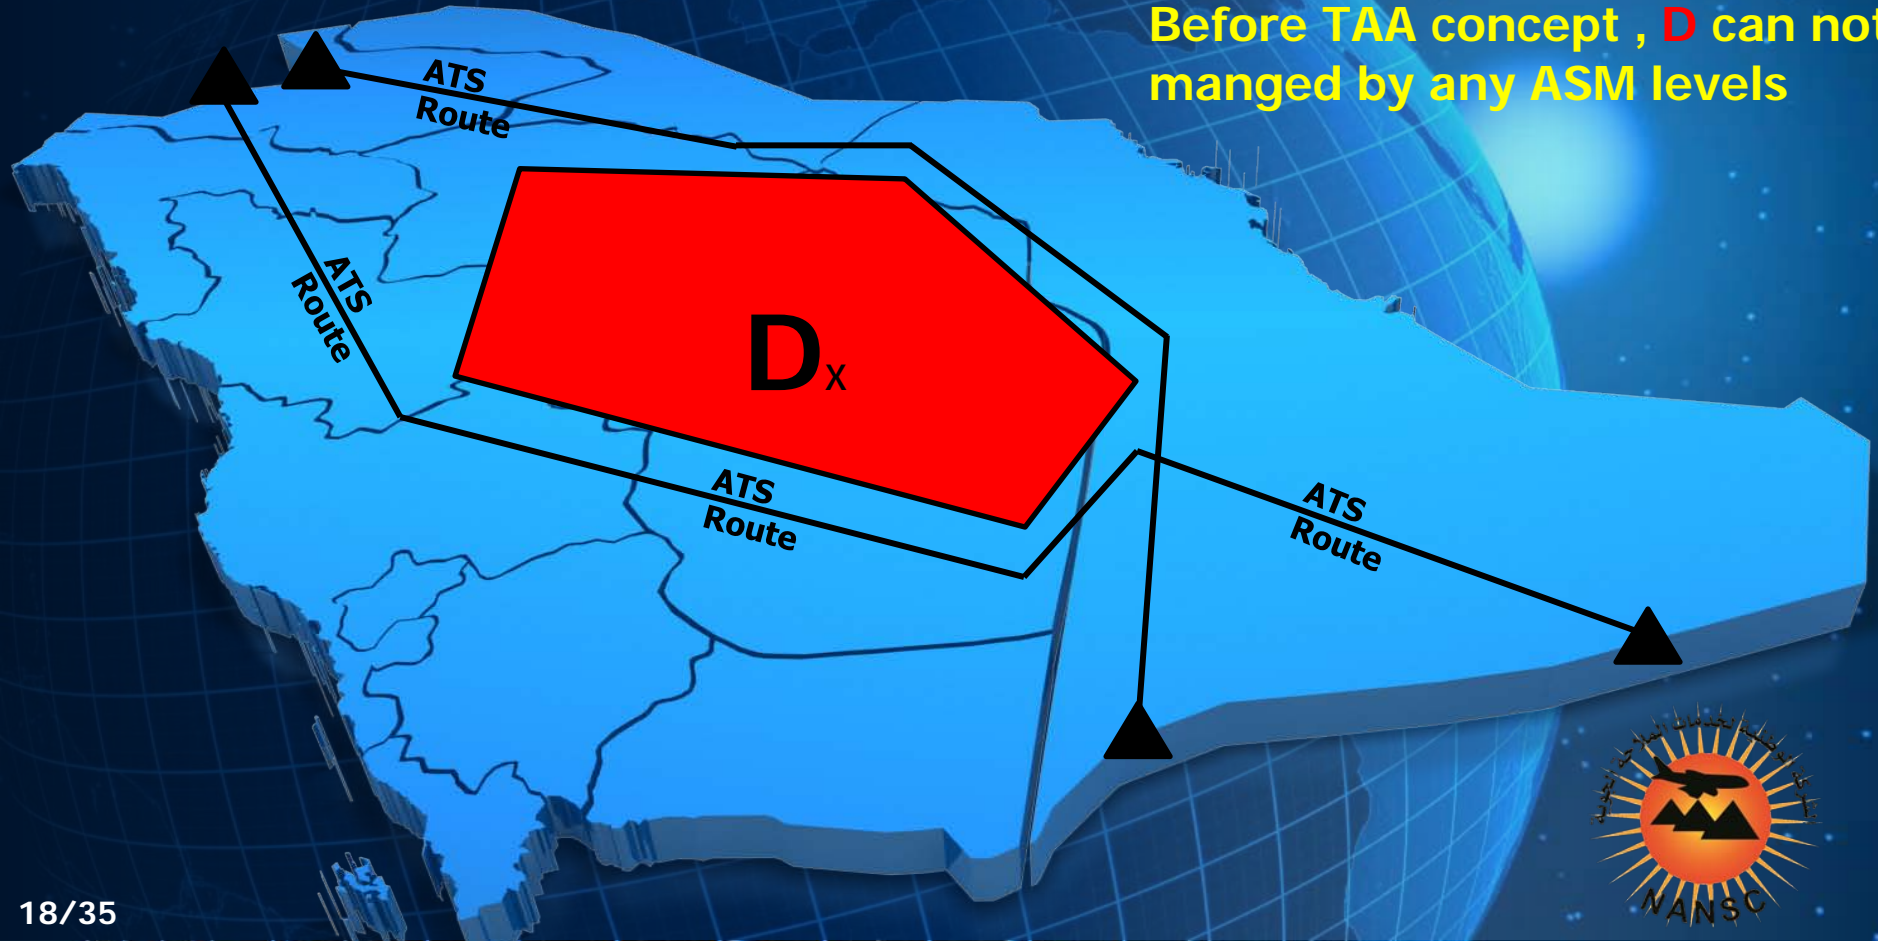 Before TAA concept , D can not
manged by any ASM levels
ATS
Route
ATS
Route
Dx
ATS
Route
ATS
Route
NANSC
18/35